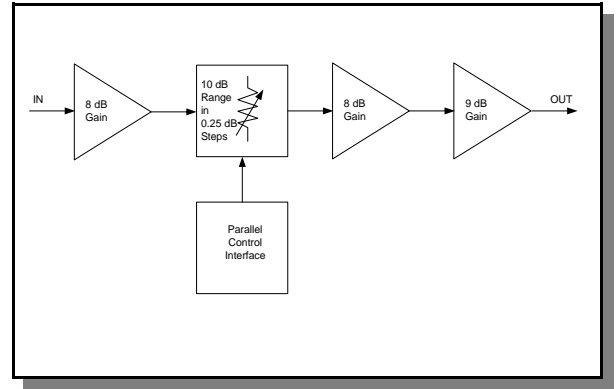 IN
8 dB
Gain
10 dB
Range
in
0.25 dB
Steps
8 dB
Gain
9 dB
Gain
OUT
Parallel
Control
Interface